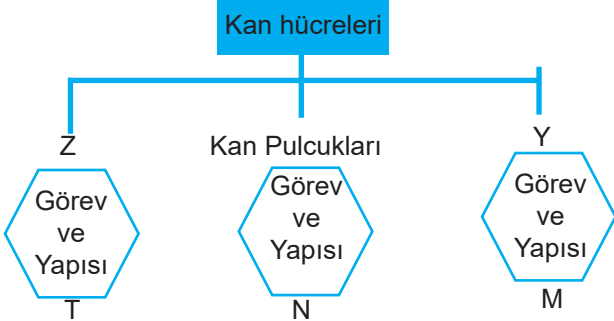 Kan hücreleri
Z
Kan Pulcukları
Y
Görev
ve
Yapısı
Görev
ve
Yapısı
Görev
ve
Yapısı
T
N
M